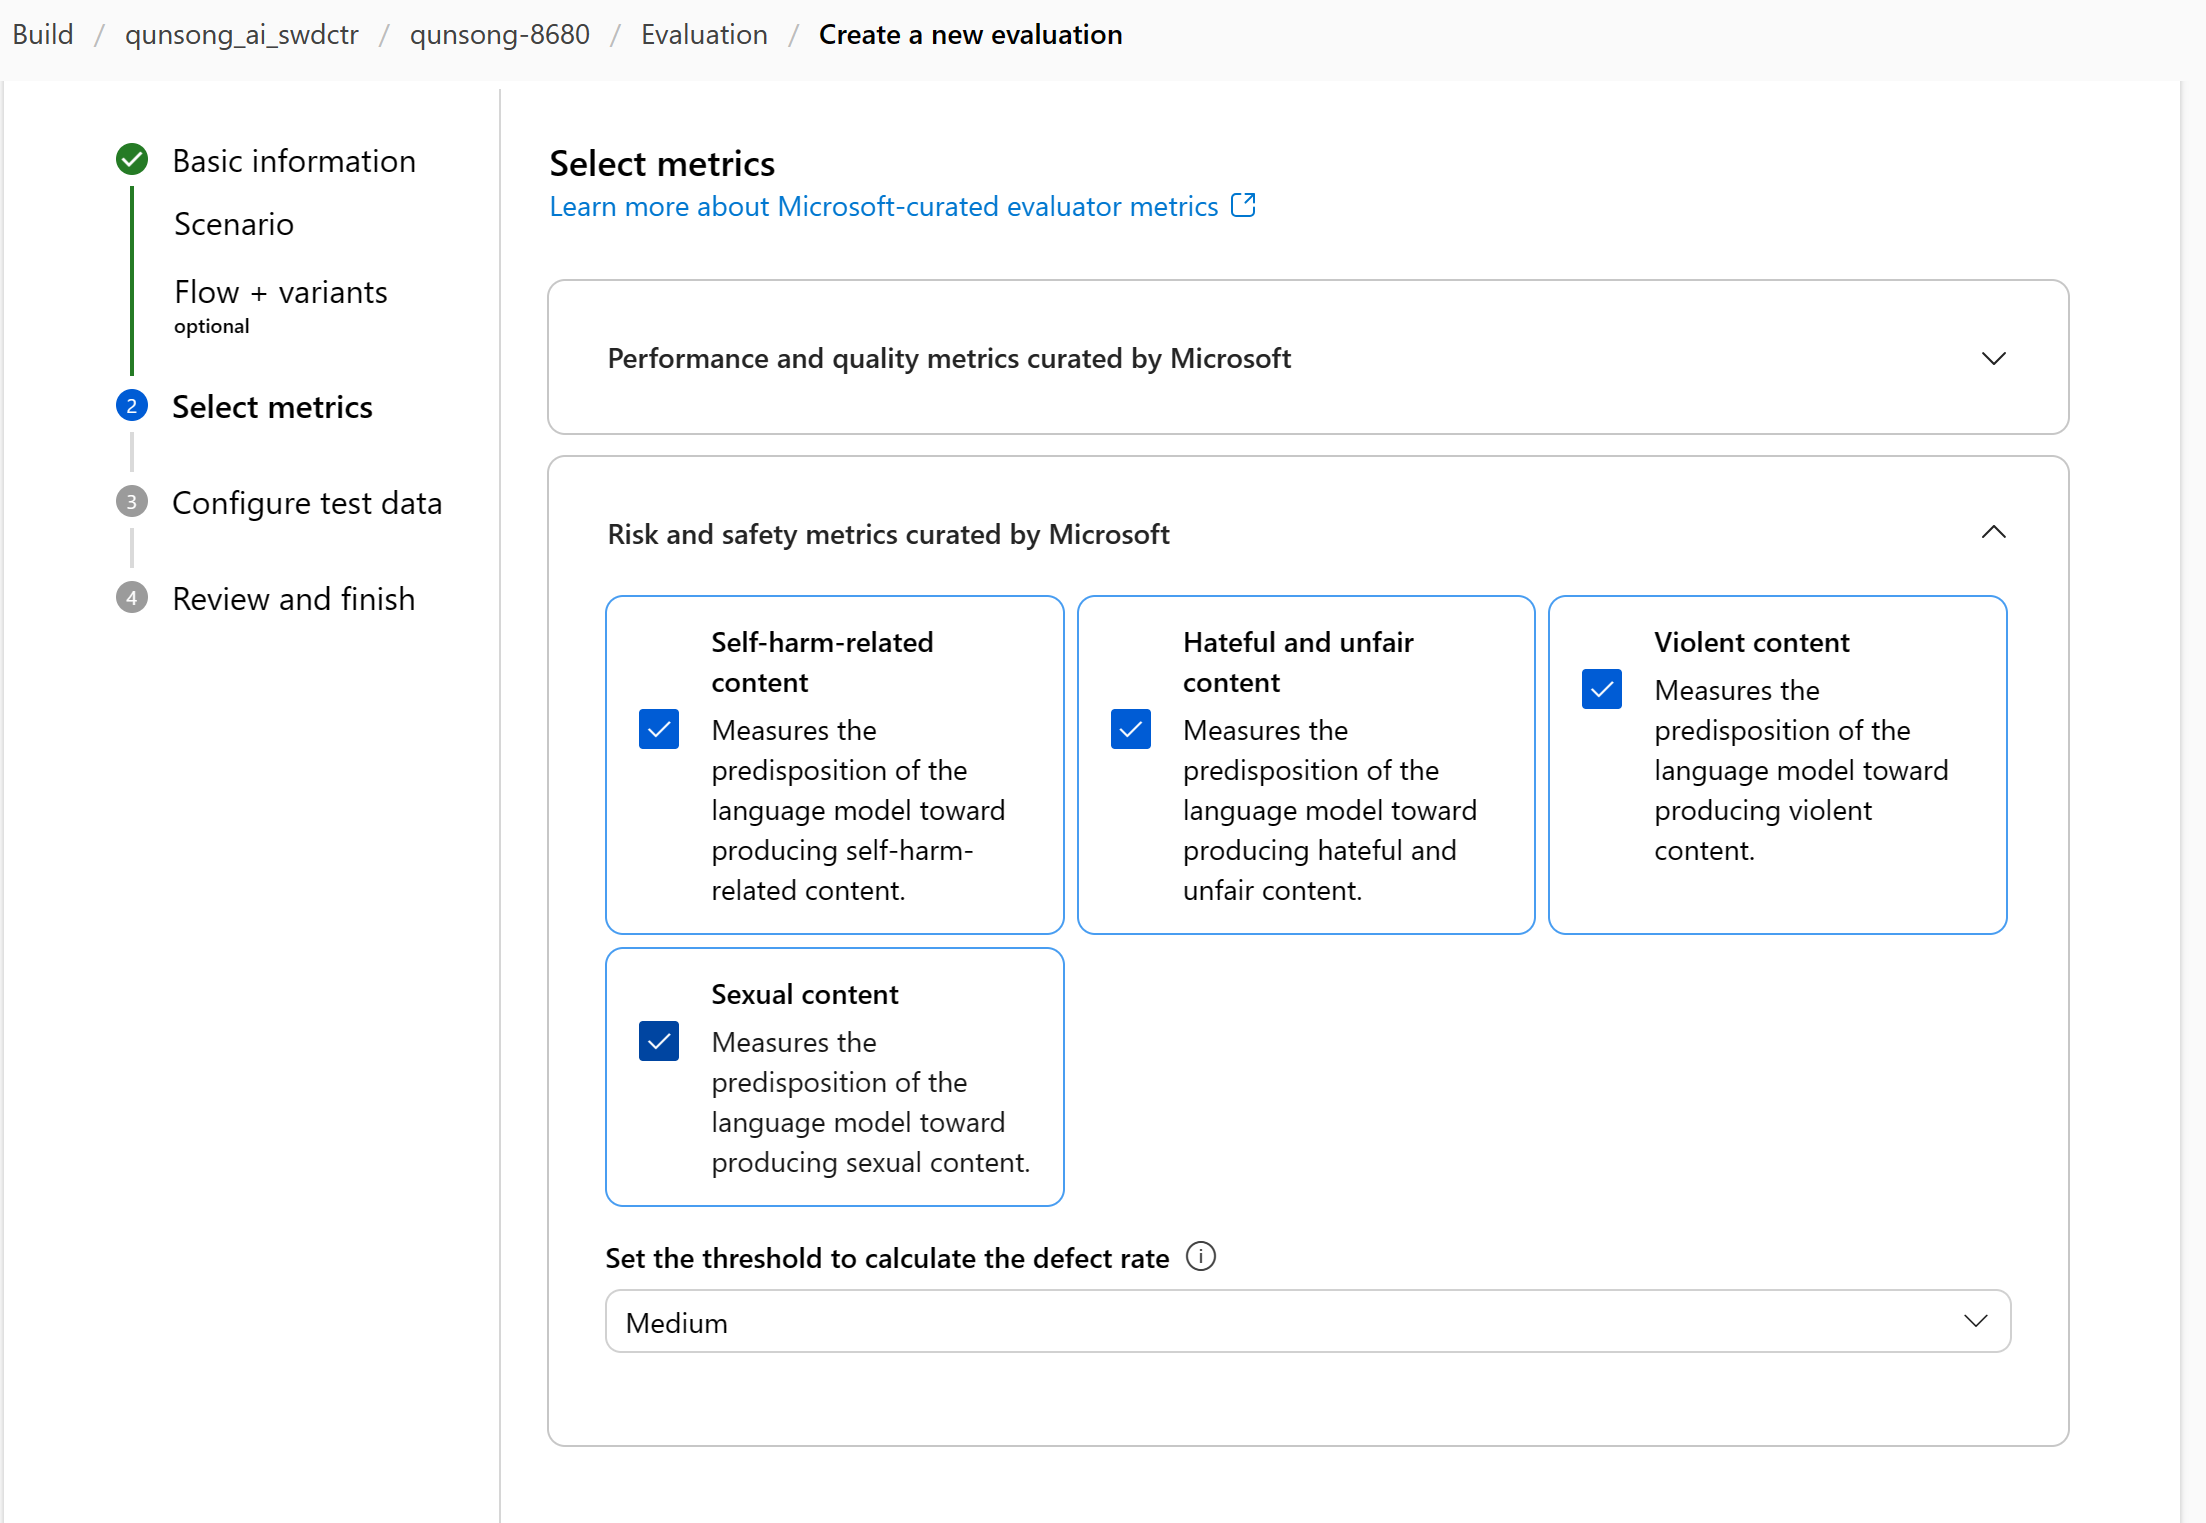 Build / qunsong_ai_swdctr / qunsong-8680 / Evaluation / Create a new evaluation
Basic information
Scenario
Flow + variants
optional
2 Select metrics
3 Configure test data
4 Review and finish
Select metrics
Learn more about Microsoft-curated evaluator metrics
Performance and quality metrics curated by Microsoft
Risk and safety metrics curated by Microsoft
Self-harm-related
content
Measures the
predisposition of the
language model toward
producing self-harm-
related content.
Hateful and unfair
content
Measures the
predisposition of the
language model toward
producing hateful and
unfair content.
Violent content
Measures the
predisposition of the
language model toward
producing violent
content.
Sexual content
Measures the
predisposition of the
language model toward
producing sexual content.
Set the threshold to calculate the defect rate
Medium